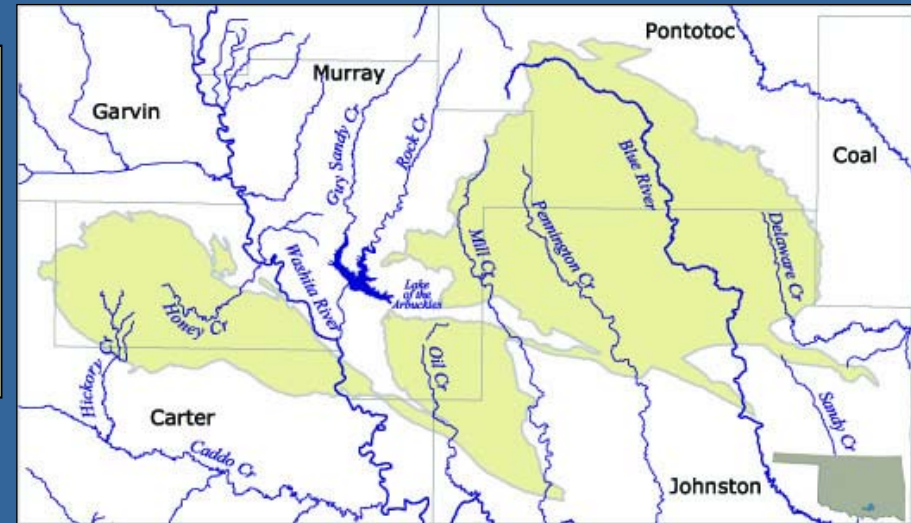 Pontotoc
Murray
Garvin
Coal
Guy Sandy Cr
Rock Cr
Blue River
Mill Cr
Pennington Cr
Delaware Cr
Washita River
Lake
of the
Arbuckles
Honey Cr
Hickory Cr
Oil Cr
Sandy Cr
Carter
Caddo Cr
Johnston